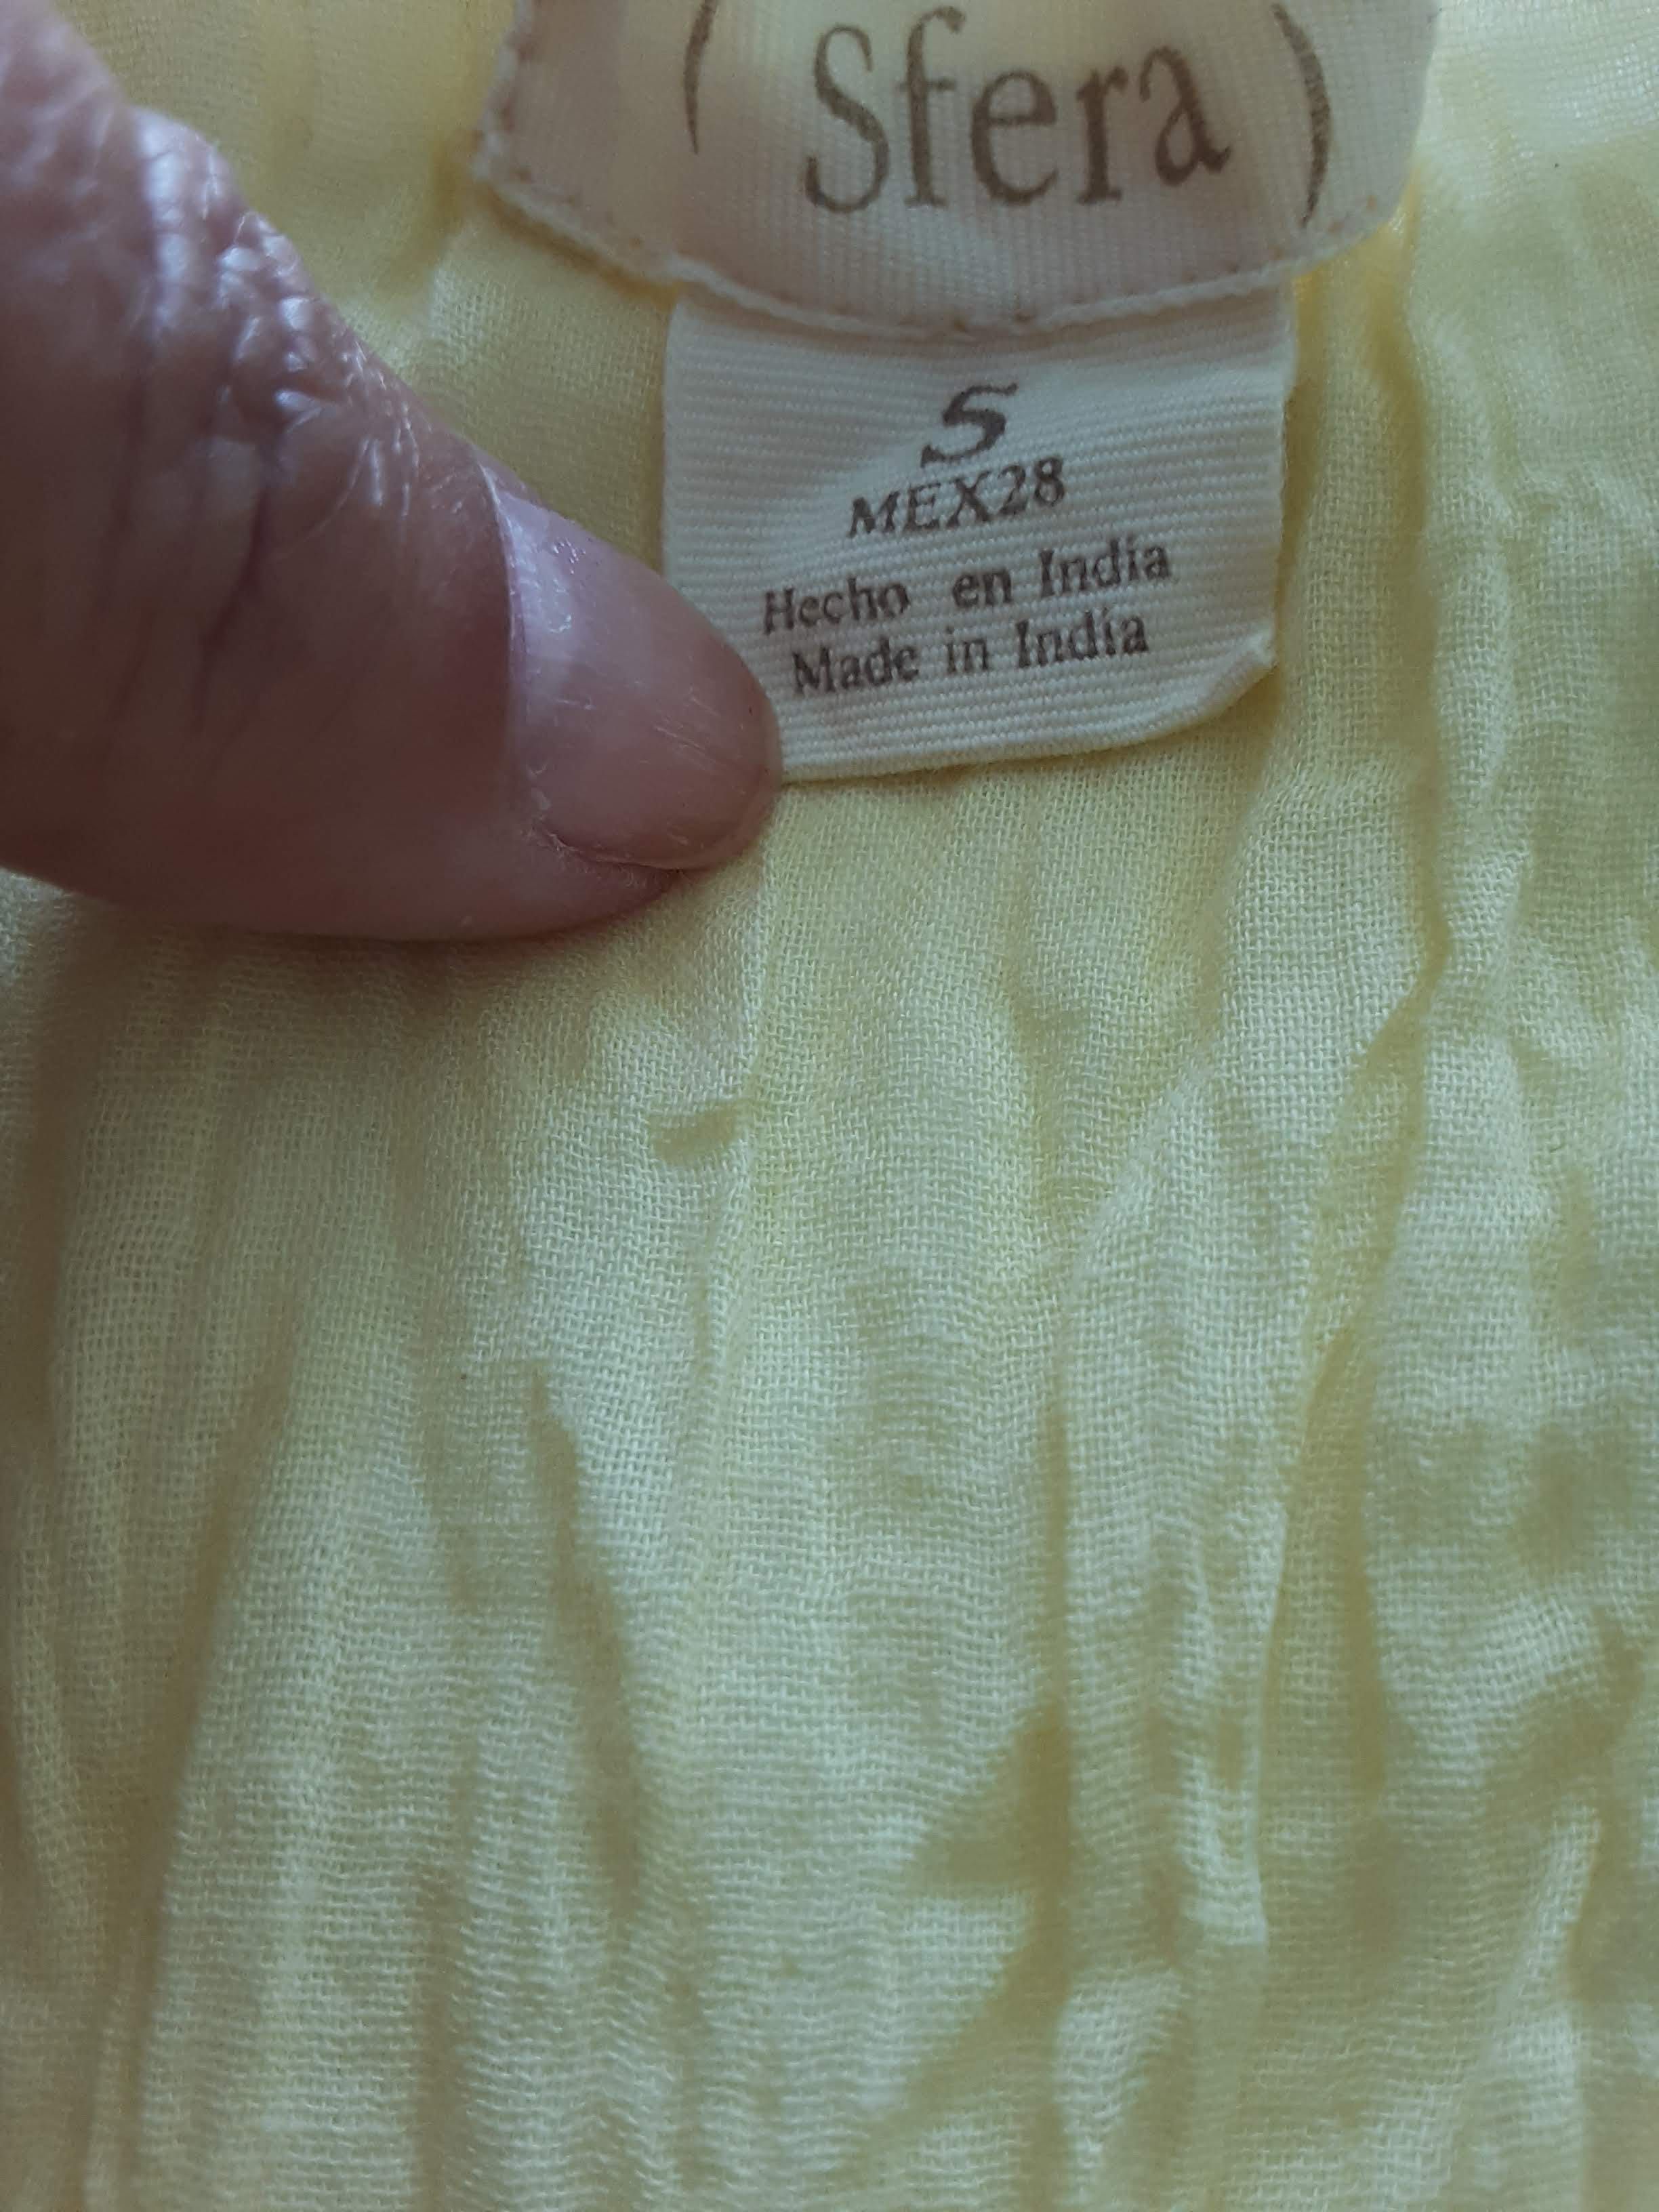 ( Sfera )
S
MEX28
Hecho en India
Made in India